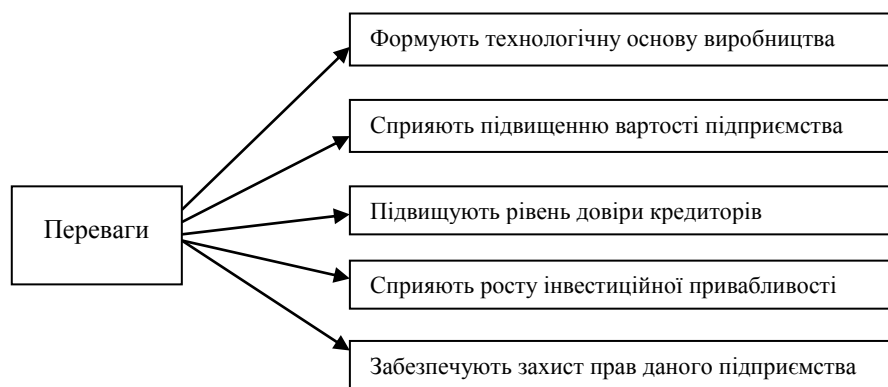 Формують технологічну основу виробництва
Сприяють підвищенню вартості підприємства
Переваги
Підвищують рівень довіри кредиторів
Сприяють росту інвестиційної привабливості
Забезпечують захист прав даного підприємства